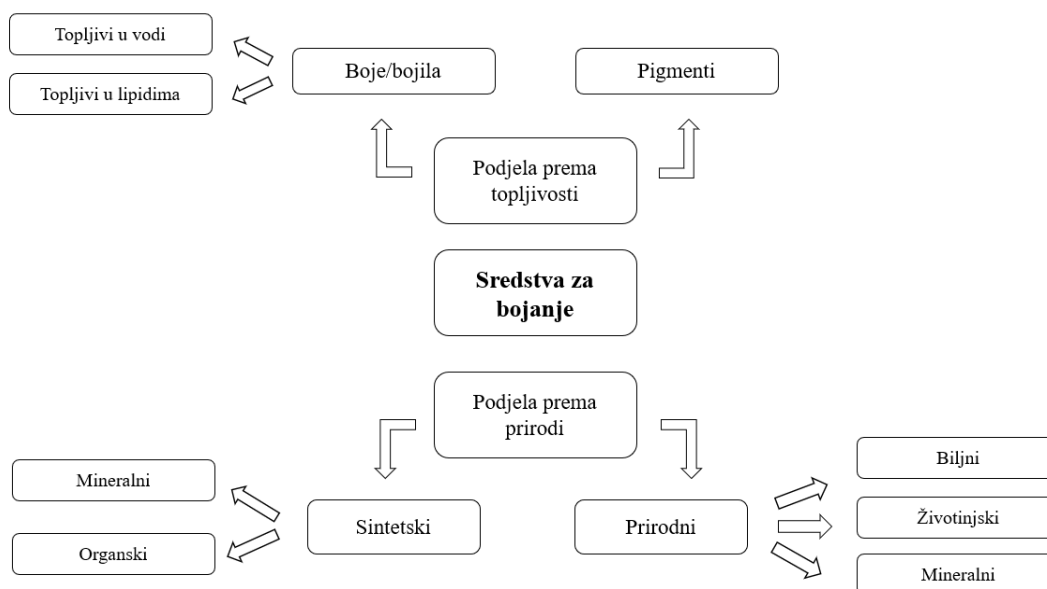 Topljivi u vodi
Topljivi u lipidima
Boje/bojila
Pigmenti
Podjela prema
topljivosti
Sredstva za
bojanje
Podjela prema
prirodi
Mineralni
Organski
Sintetski
Prirodni
Biljni
Životinjski
Mineralni